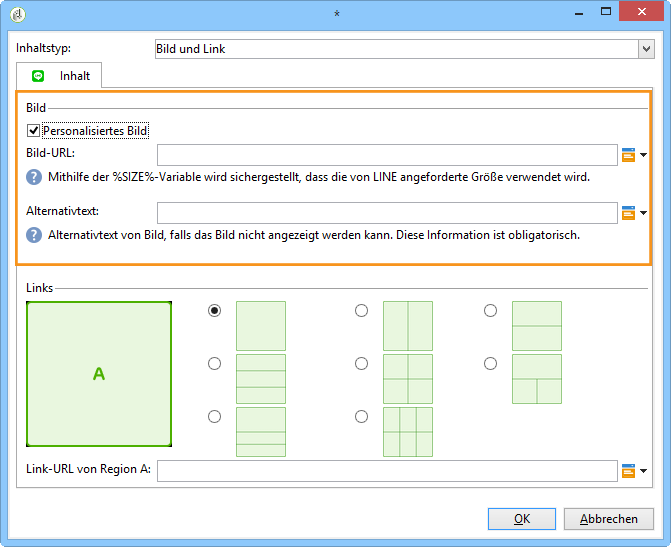 *
Inhaltstyp: Bild und Link
Inhalt
Bild
Personalisiertes Bild
Bild-URL:
? Mithilfe der %SIZE%-Variable wird sichergestellt, dass die von LINE angeforderte Größe verwendet wird.
Alternativtext:
? Alternativtext von Bild, falls das Bild nicht angezeigt werden kann. Diese Information ist obligatorisch.
Links
A
Link-URL von Region A:
OK Abbrechen